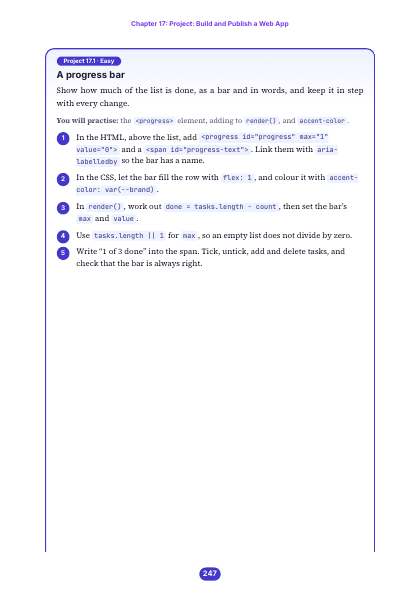 Chapter 17: Project: Build and Publish a Web App
Project 17.1 · Easy
A progress bar
Show how much of the list is done, as a bar and in words, and keep it in step
with every change.
You will practise: the <progress> element, adding to render(), and accent-color.
1 In the HTML, above the list, add <progress id="progress" max="1"
value="0"> and a <span id="progress-text">. Link them with aria-
labelledby so the bar has a name.
2 In the CSS, let the bar fill the row with flex: 1, and colour it with accent-
color: var(--brand).
3 In render(), work out done = tasks.length - count, then set the bar’s
max and value.
4 Use tasks.length || 1 for max, so an empty list does not divide by zero.
5 Write “1 of 3 done” into the span. Tick, untick, add and delete tasks, and
check that the bar is always right.
247